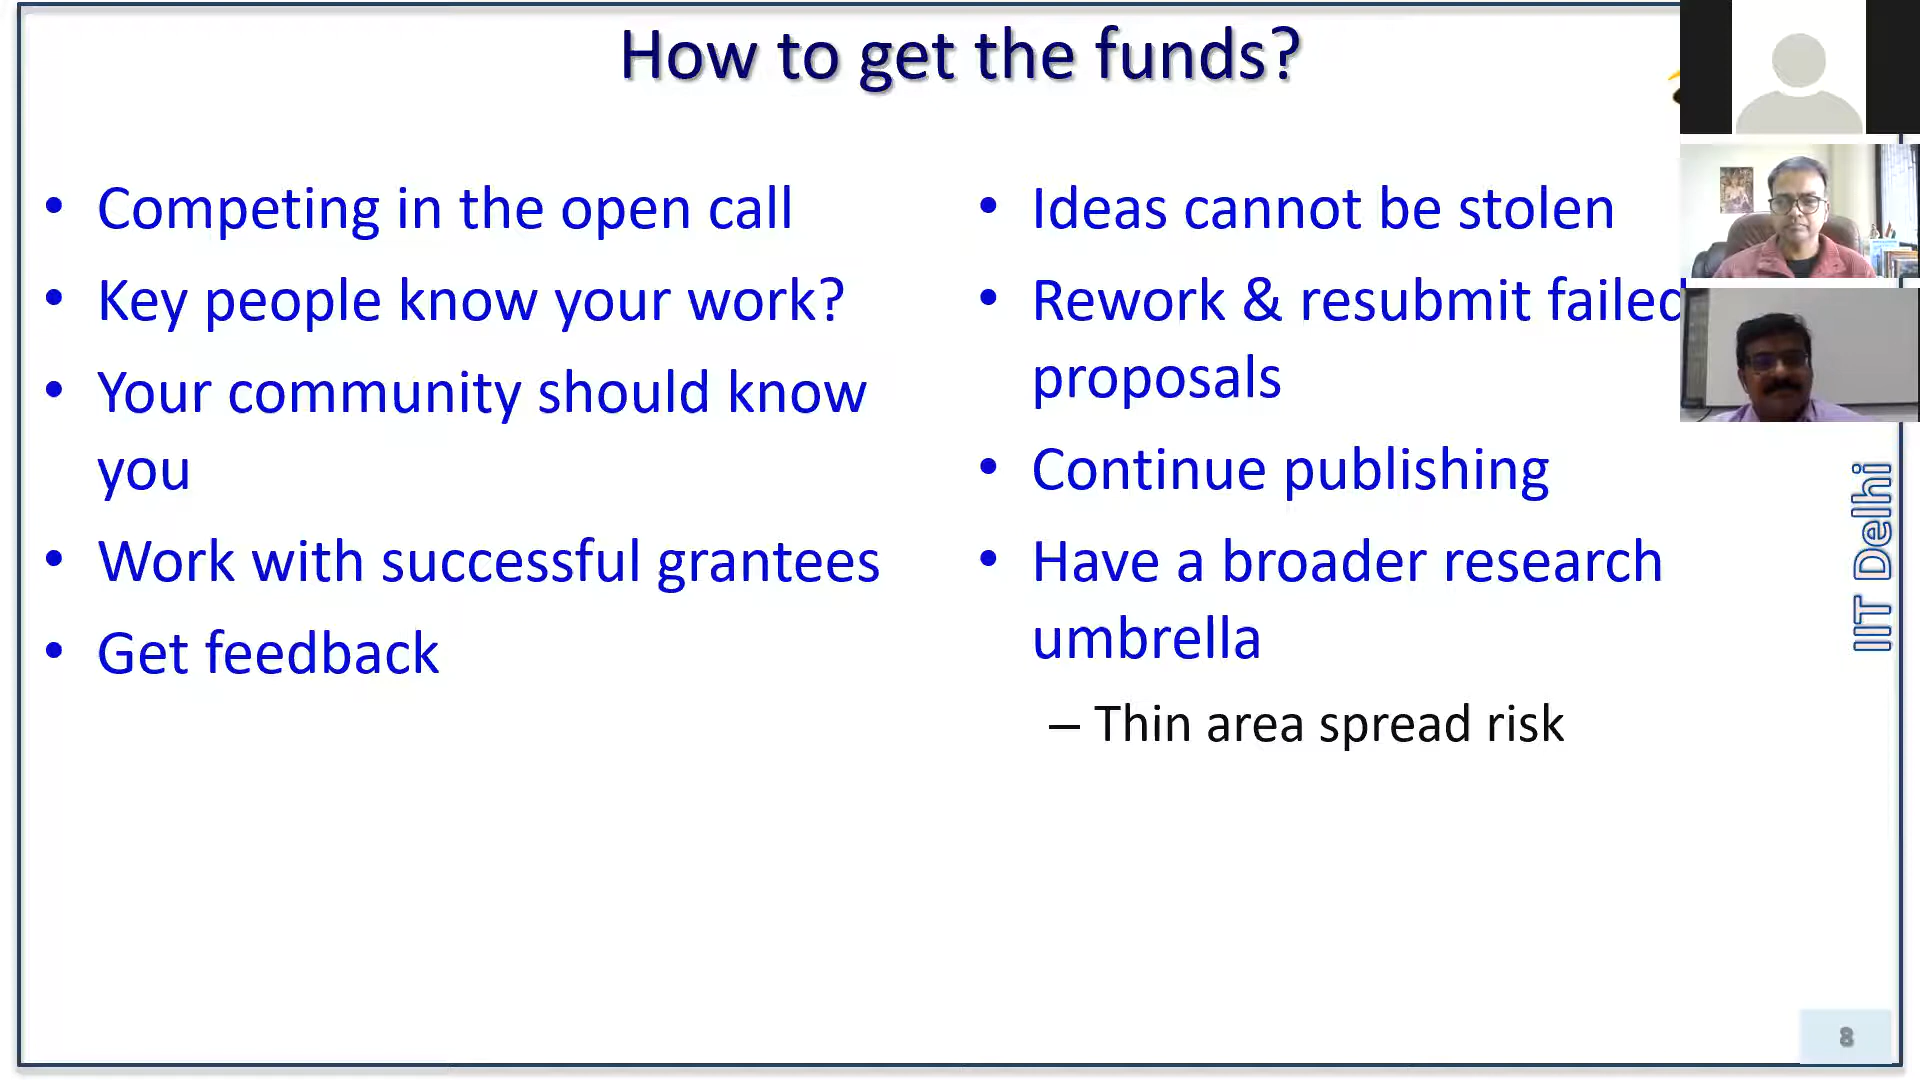 How to get the funds?
• Competing in the open call
• Key people know your work?
• Your community should know
you
• Work with successful grantees
• Get feedback
• Ideas cannot be stolen
• Rework & resubmit failed
proposals
• Continue publishing
• Have a broader research
umbrella
– Thin area spread risk
IIT Delhi
8